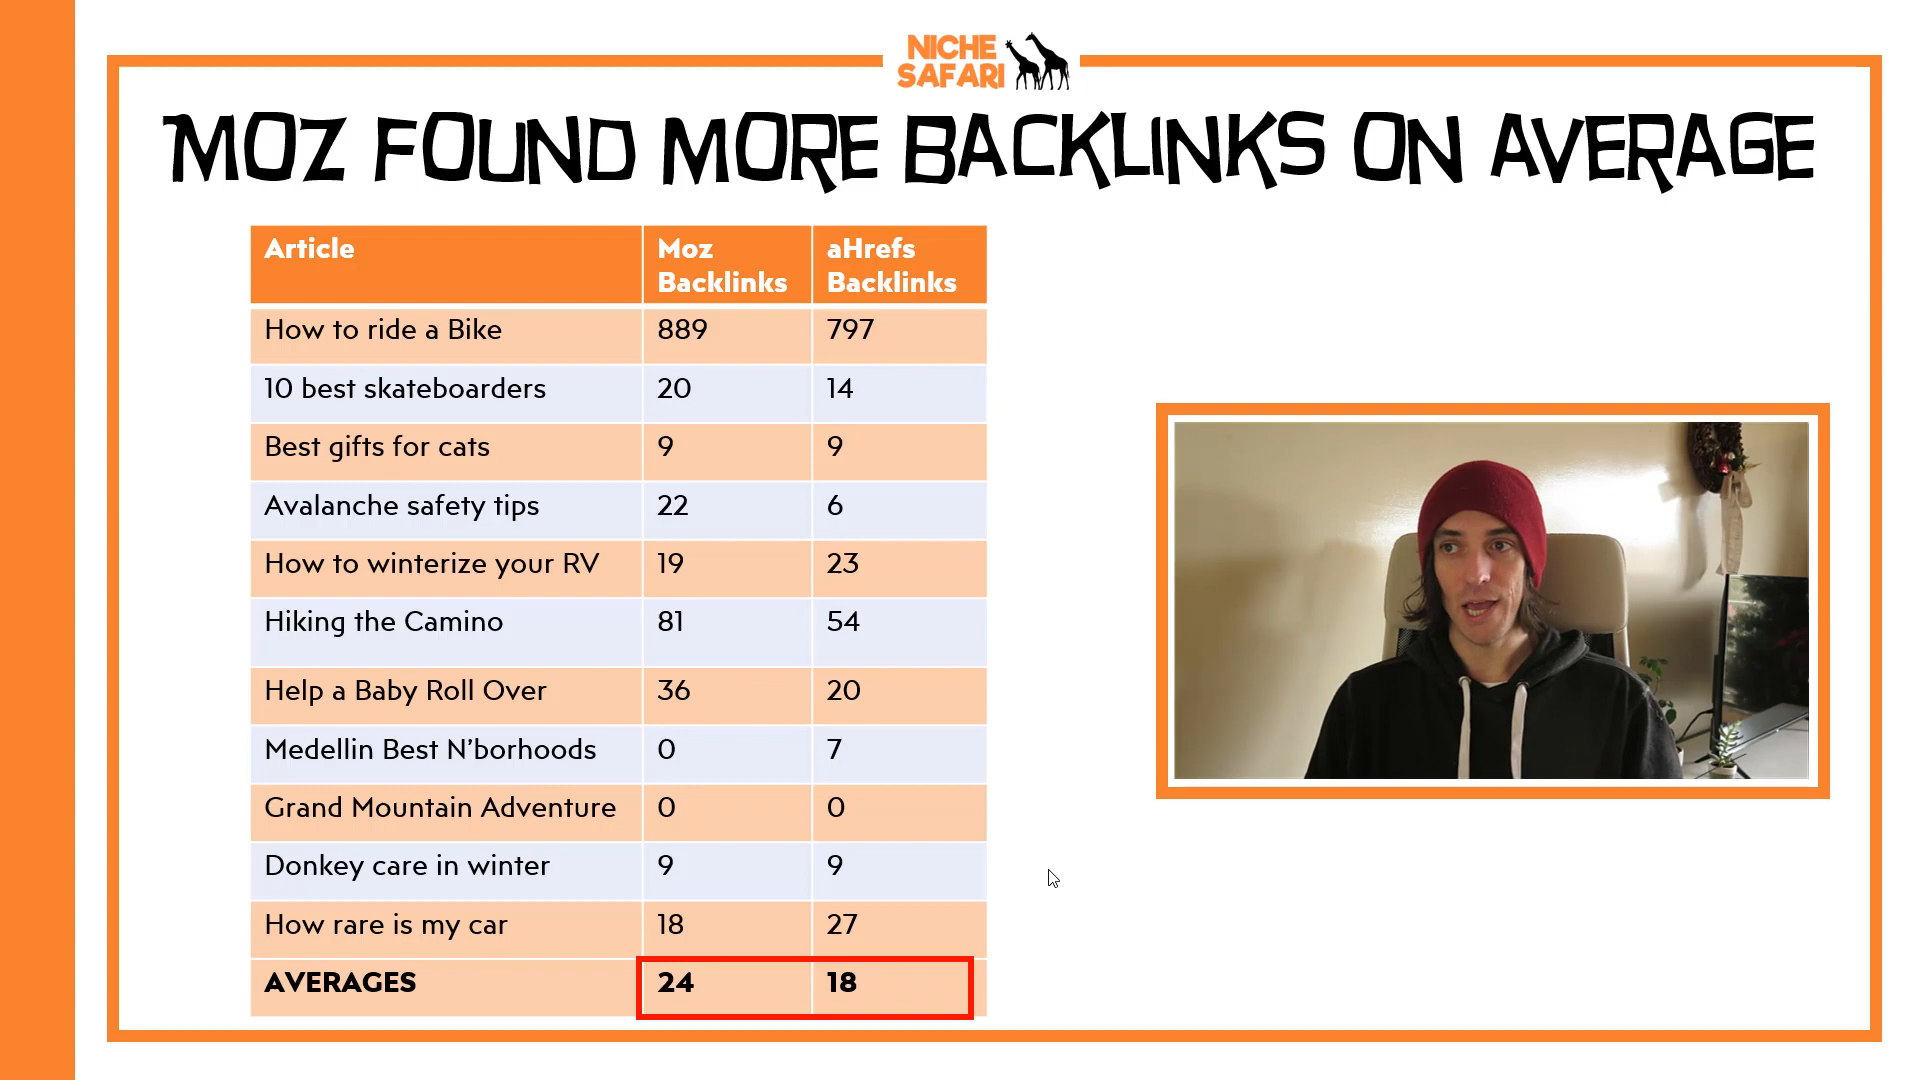 NICHE
SAFARI
MOZ FOUND MORE BACKLINKS ON AVERAGE
Article Moz Backlinks aHrefs Backlinks
How to ride a Bike 889 797
10 best skateboarders 20 14
Best gifts for cats 9 9
Avalanche safety tips 22 6
How to winterize your RV 19 23
Hiking the Camino 81 54
Help a Baby Roll Over 36 20
Medellin Best N'borhoods 0 7
Grand Mountain Adventure 0 0
Donkey care in winter 9 9
How rare is my car 18 27
AVERAGES 24 18